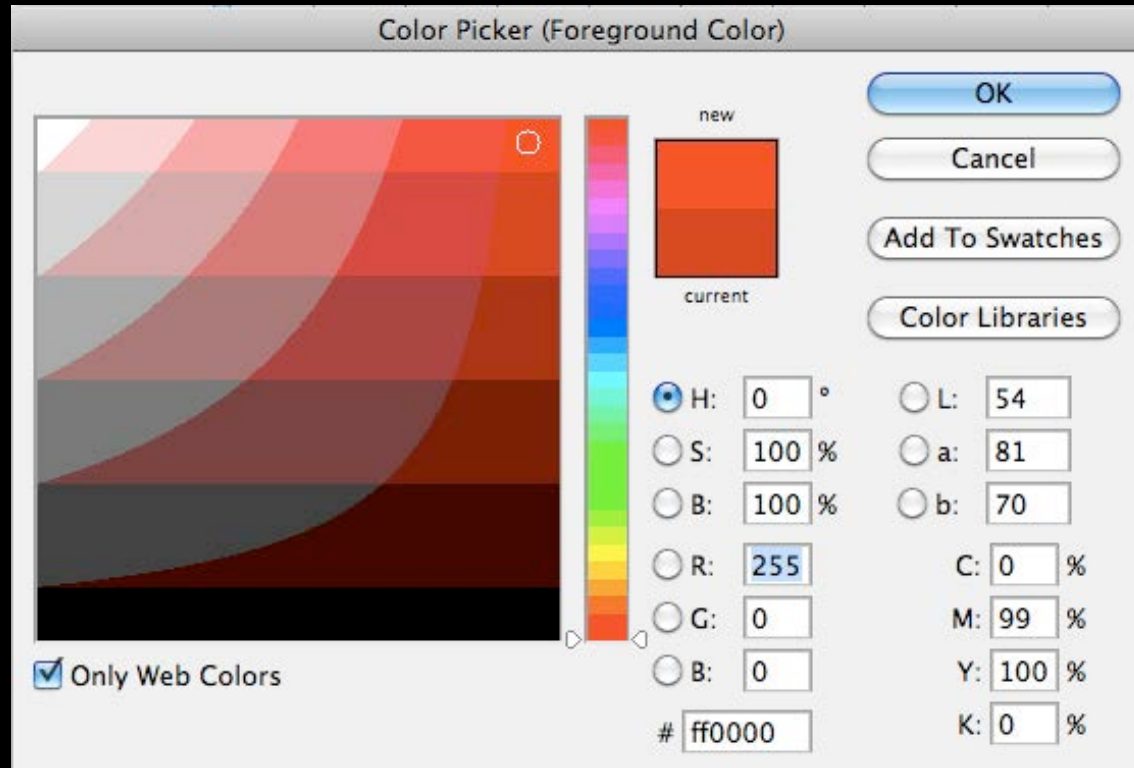 Color Picker (Foreground Color)
new
current
OK
Cancel
Add To Swatches
Color Libraries
H: 0 °
S: 100 %
B: 100 %
R: 255
G: 0
B: 0
# ff0000
L: 54
a: 81
b: 70
C: 0 %
M: 99 %
Y: 100 %
K: 0 %
Only Web Colors